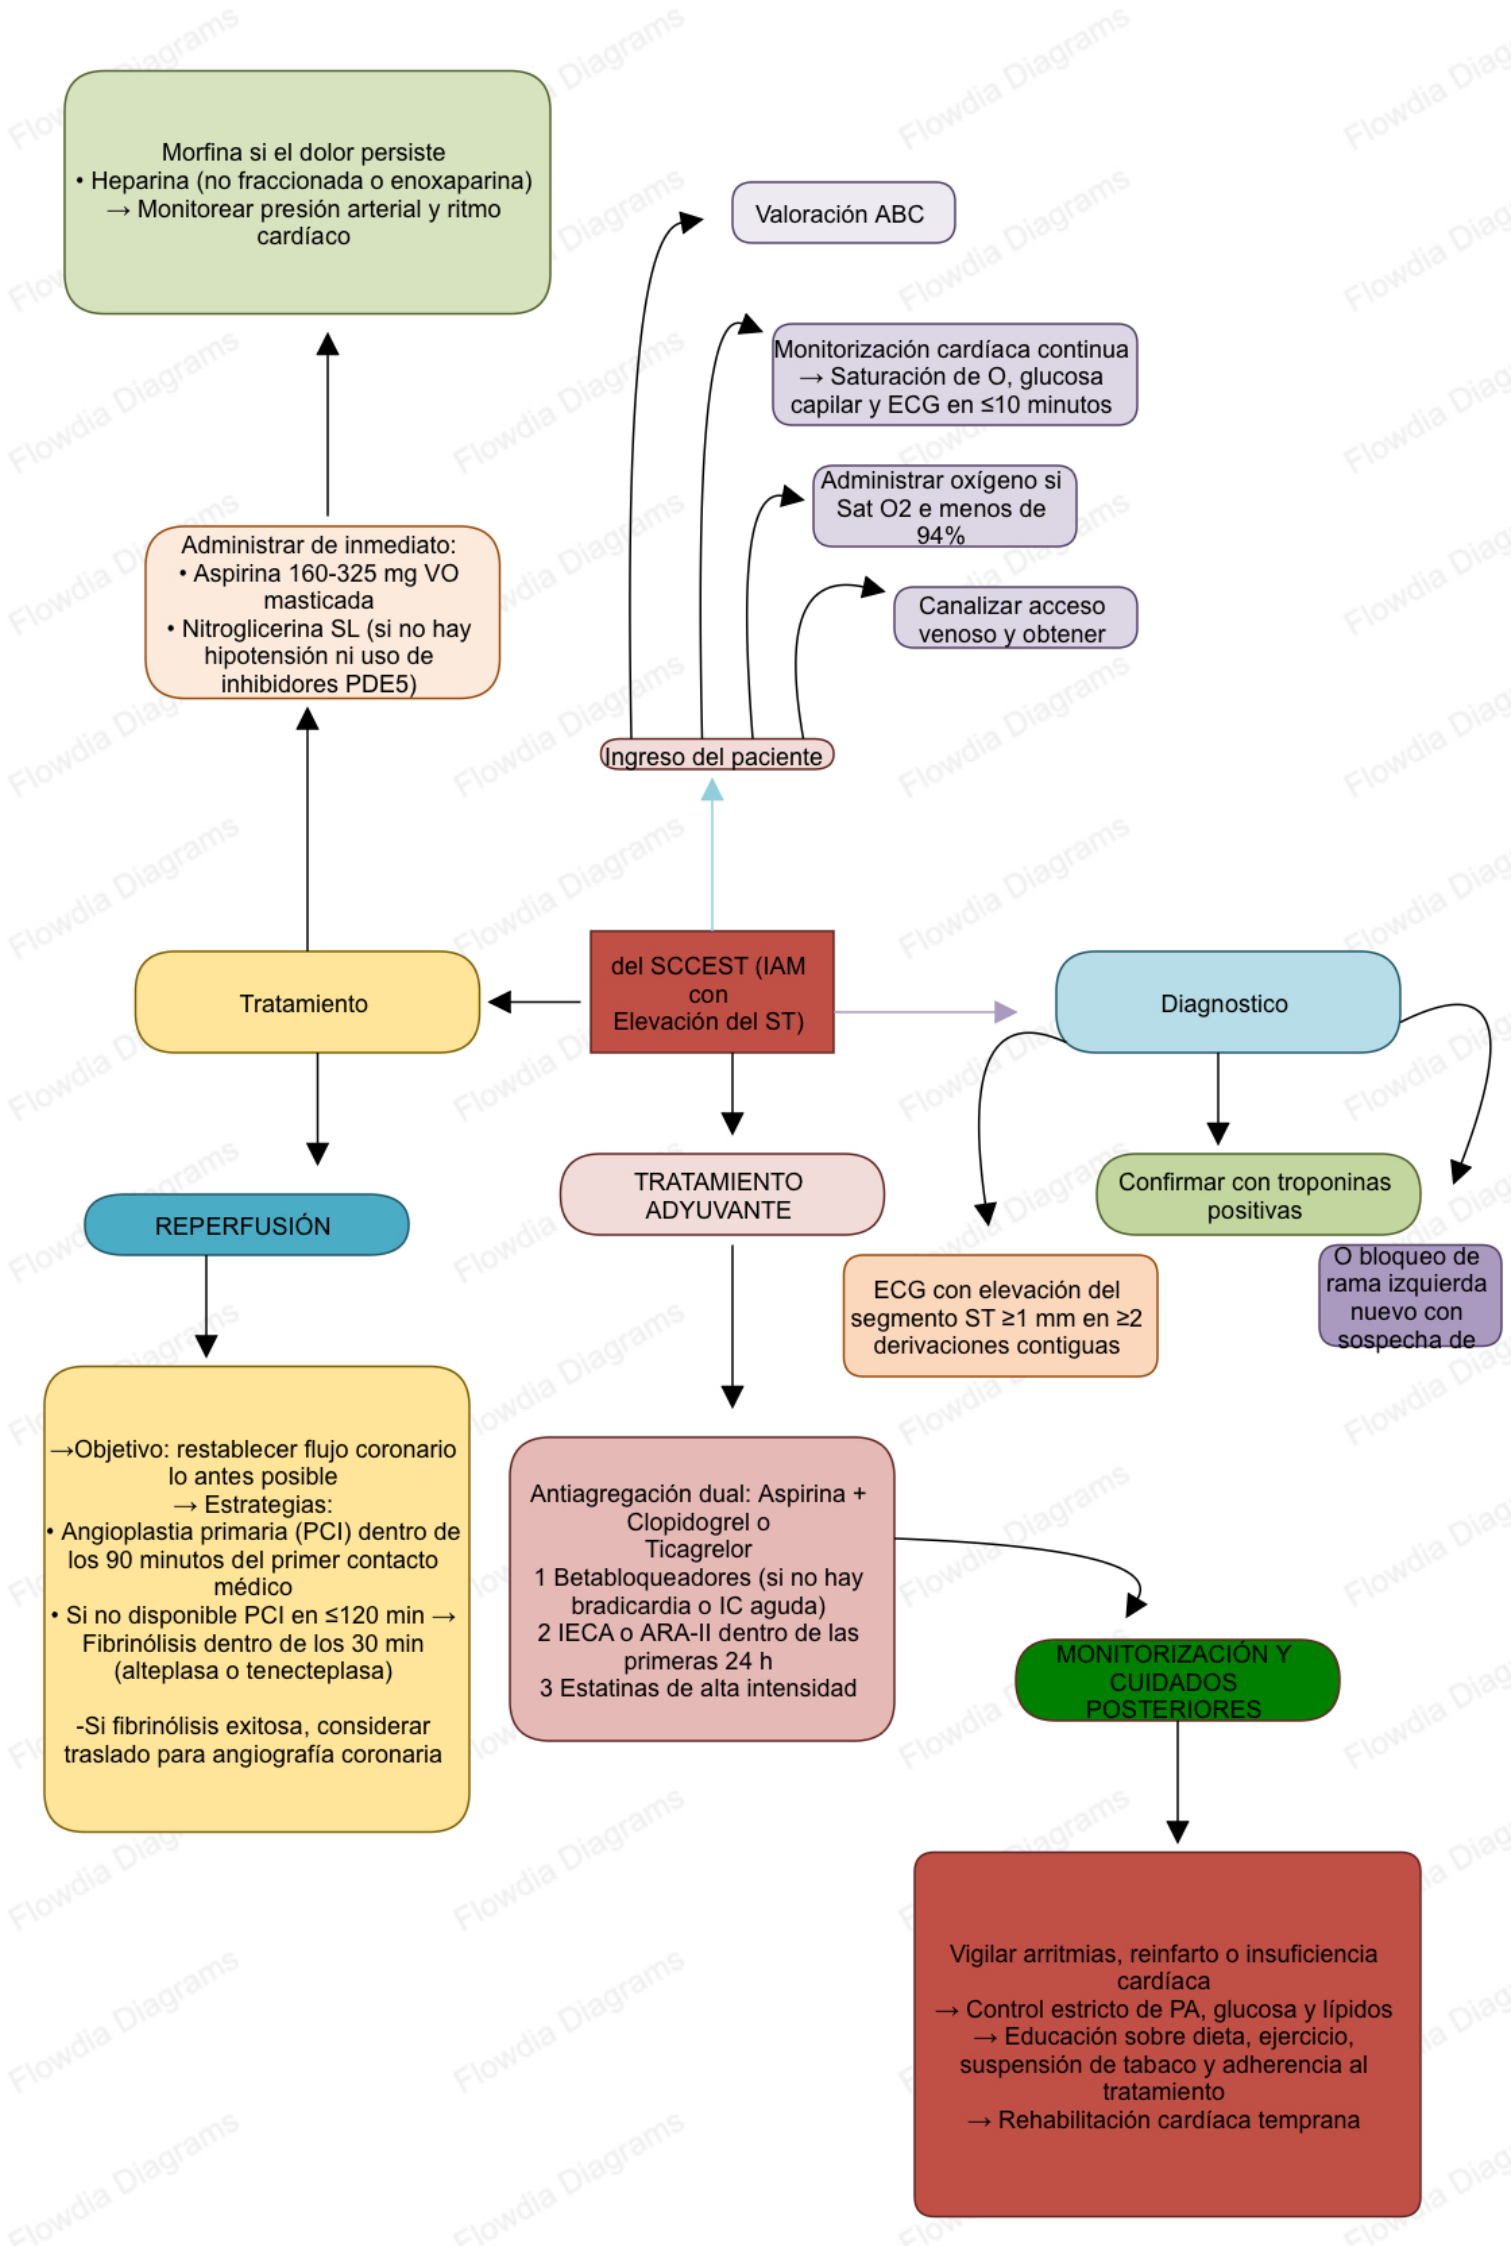 Morfina si el dolor persiste
• Heparina (no fraccionada o enoxaparina)
→ Monitorear presión arterial y ritmo
cardíaco
Valoración ABC
Monitorización cardíaca continua
→ Saturación de O, glucosa
capilar y ECG en ≤10 minutos
Administrar oxígeno si
Sat O2 e menos de
94%
Canalizar acceso
venoso y obtener
Administrar de inmediato:
• Aspirina 160-325 mg VO
masticada
• Nitroglicerina SL (si no hay
hipotensión ni uso de
inhibidores PDE5)
Ingreso del paciente
Tratamiento
del SCCEST (IAM
con
Elevación del ST)
Diagnostico
REPERFUSIÓN
TRATAMIENTO
ADYUVANTE
Confirmar con troponinas
positivas
ECG con elevación del
segmento ST ≥1 mm en ≥2
derivaciones contiguas
O bloqueo de
rama izquierda
nuevo con
sospecha de
→Objetivo: restablecer flujo coronario
lo antes posible
→ Estrategias:
• Angioplastia primaria (PCI) dentro de
los 90 minutos del primer contacto
médico
• Si no disponible PCI en ≤120 min →
Fibrinólisis dentro de los 30 min
(alteplasa o tenecteplasa)
-Si fibrinólisis exitosa, considerar
traslado para angiografía coronaria
Antiagregación dual: Aspirina +
Clopidogrel o
Ticagrelor
1 Betabloqueadores (si no hay
bradicardia o IC aguda)
2 IECA o ARA-II dentro de las
primeras 24 h
3 Estatinas de alta intensidad
MONITORIZACIÓN Y
CUIDADOS
POSTERIORES
Vigilar arritmias, reinfarto o insuficiencia
cardíaca
→ Control estricto de PA, glucosa y lípidos
→ Educación sobre dieta, ejercicio,
suspensión de tabaco y adherencia al
tratamiento
→ Rehabilitación cardíaca temprana
Flowdia Diagrams